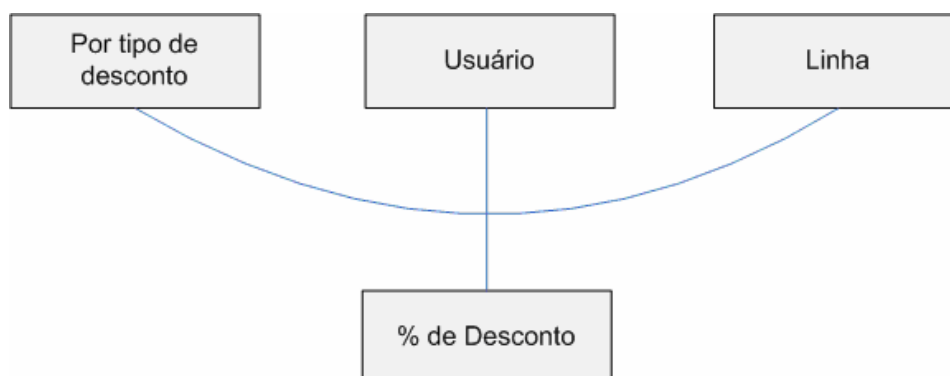 Por tipo de
desconto
Usuário
Linha
% de Desconto